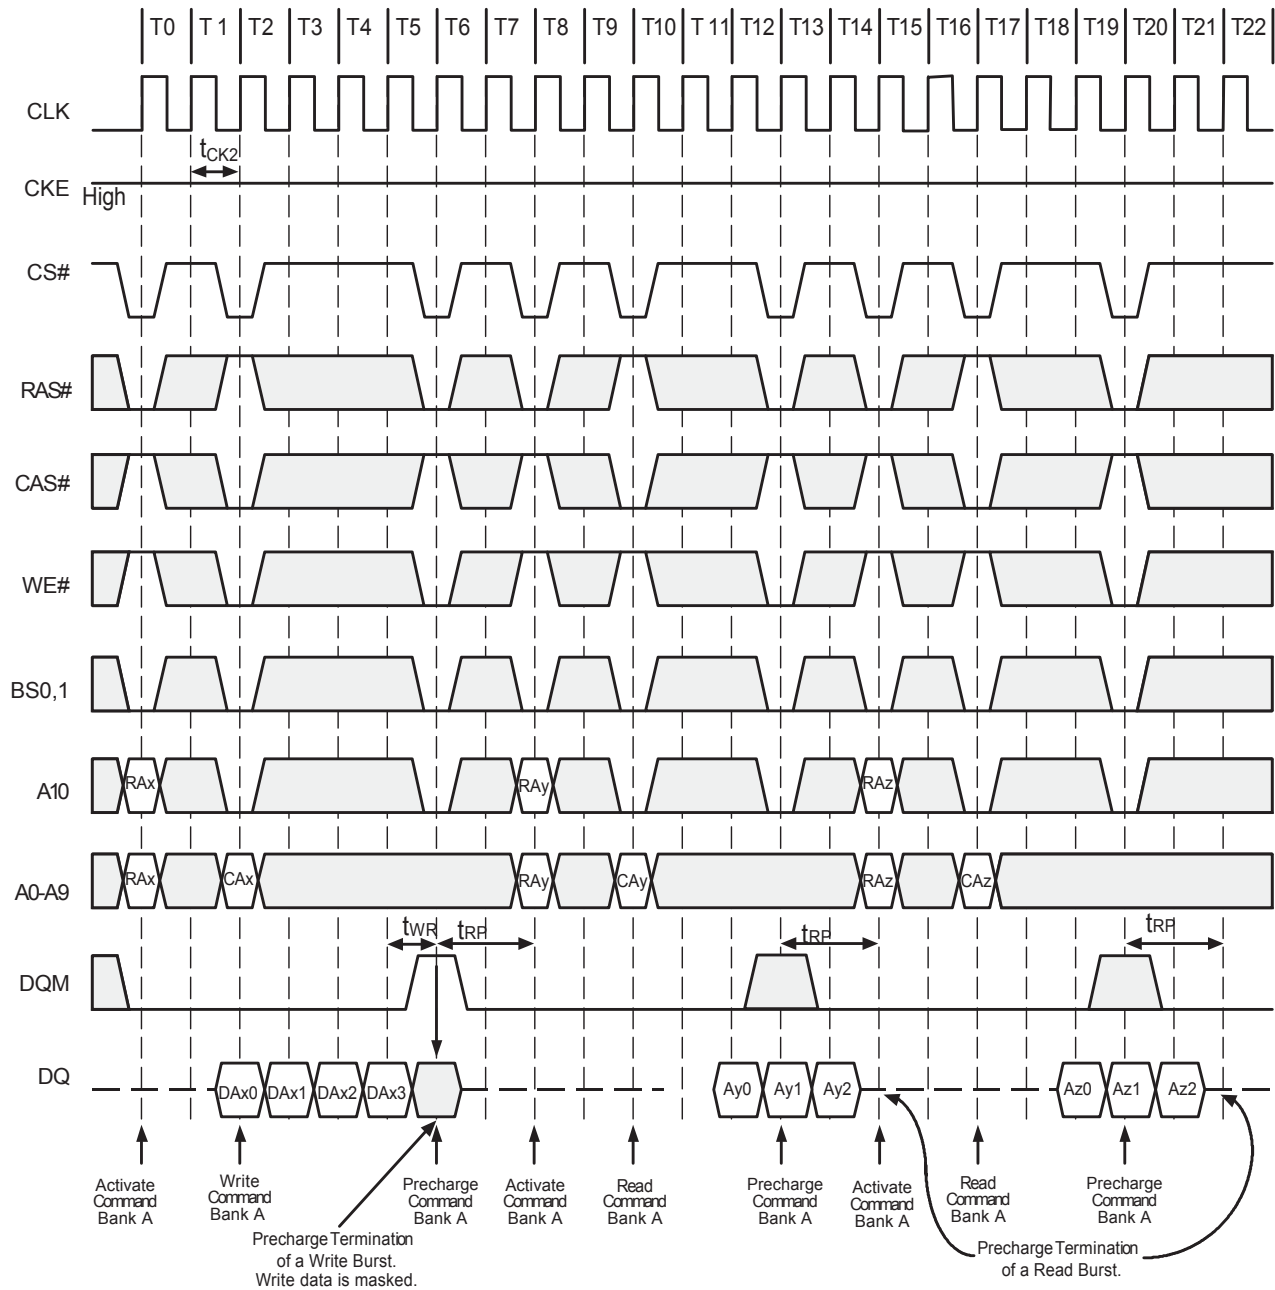 T0 T 1 T2 T3 T4 T5 T6 T7 T8 T9 T10 T 11 T12 T13 T14 T15 T16 T17 T18 T19 T20 T21 T22
CLK
tCK2
CKE High
CS#
RAS#
CAS#
WE#
BS0,1
A10 RAx RAy RAz
A0-A9 RAx CAx RAy CAy RAz CAz
tWR tRP tRP tRP
DQM
DQ DAx0 DAx1 DAx2 DAx3 Ay0 Ay1 Ay2 Az0 Az1 Az2
Activate
Command
Bank A
Write
Command
Bank A
Precharge
Command
Bank A
Activate
Command
Bank A
Read
Command
Bank A
Precharge
Command
Bank A
Activate
Command
Bank A
Read
Command
Bank A
Precharge
Command
Bank A
Precharge Termination
of a Write Burst.
Write data is masked.
Precharge Termination
of a Read Burst.